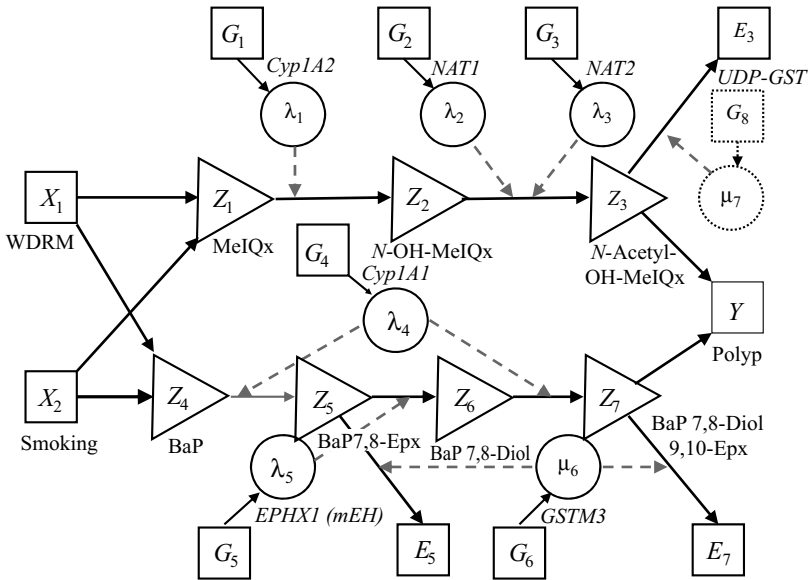 G1
G2
G3
E3
Cyp1A2
NAT1
NAT2
UDP-GST
λ1
λ2
λ3
G8
μ7
X1
Z1
Z2
Z3
WDRM
MeIQx
N-OH-MeIQx
N-Acetyl-
OH-MeIQx
G4
Cyp1A1
λ4
Y
Polyp
X2
Z4
Z5
Z6
Z7
Smoking
BaP
BaP7,8-Epx
BaP 7,8-Diol
BaP 7,8-Diol
9,10-Epx
λ5
μ6
EPHX1 (mEH)
GSTM3
G5
E5
G6
E7